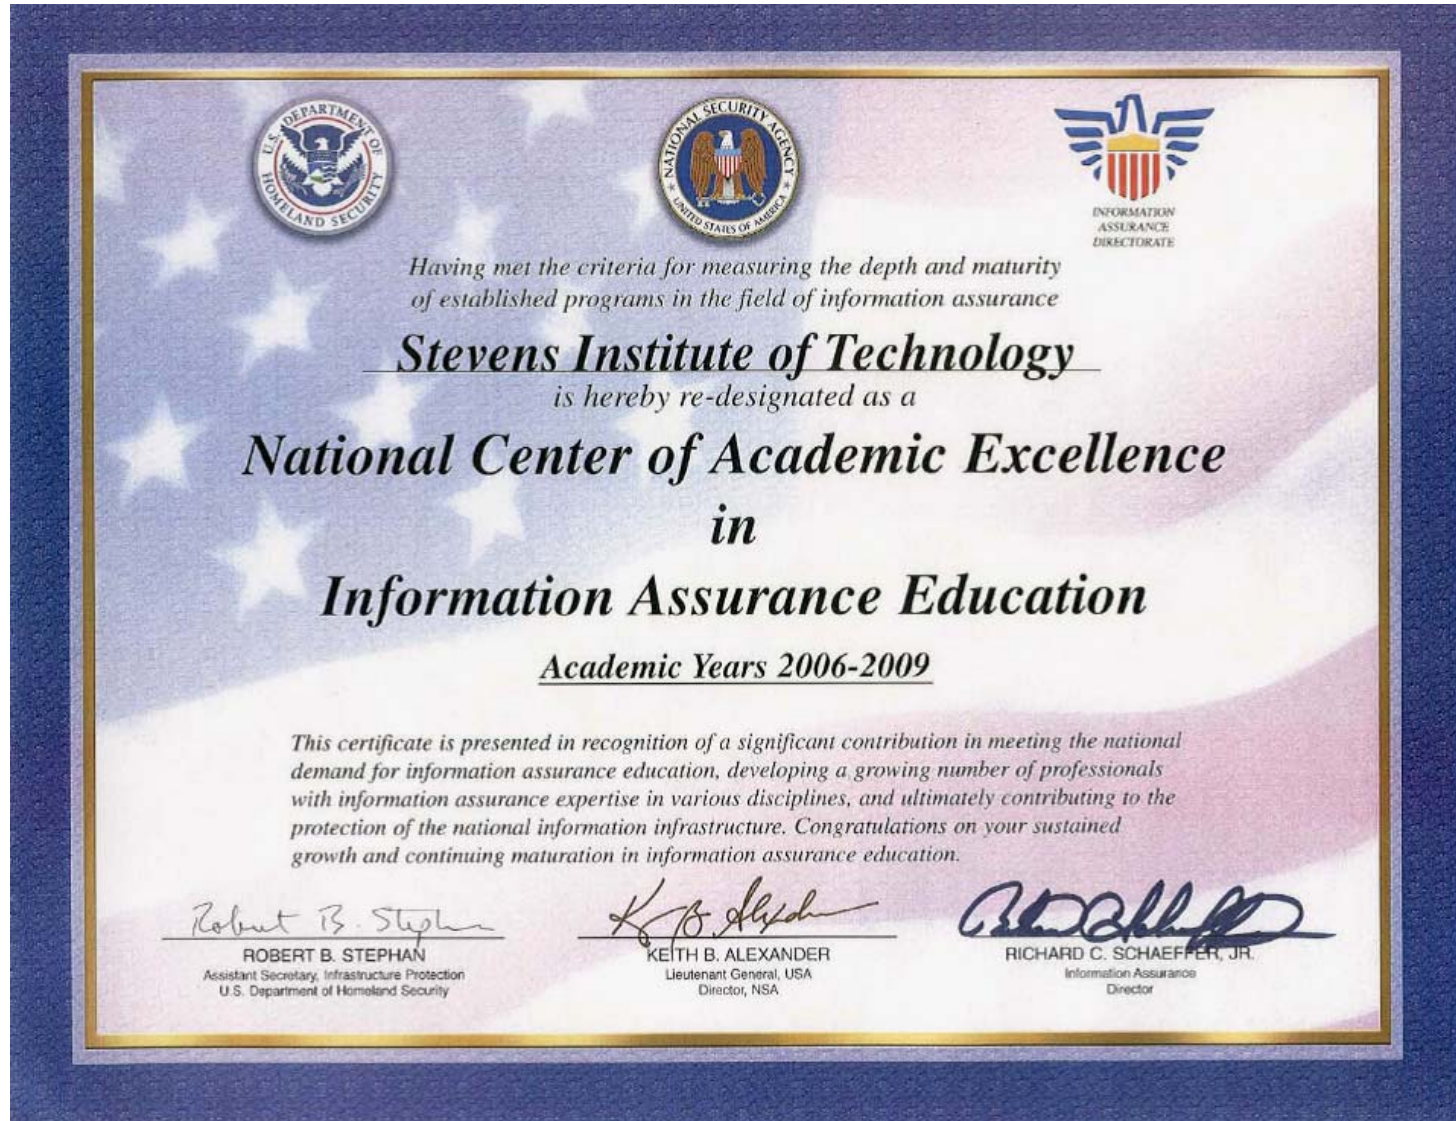 U.S. DEPARTMENT OF
HOMELAND SECURITY
NATIONAL SECURITY AGENCY
UNITED STATES OF AMERICA
INFORMATION
ASSURANCE
DIRECTORATE
Having met the criteria for measuring the depth and maturity
of established programs in the field of information assurance
Stevens Institute of Technology
is hereby re-designated as a
National Center of Academic Excellence
in
Information Assurance Education
Academic Years 2006-2009
This certificate is presented in recognition of a significant contribution in meeting the national
demand for information assurance education, developing a growing number of professionals
with information assurance expertise in various disciplines, and ultimately contributing to the
protection of the national information infrastructure. Congratulations on your sustained
growth and continuing maturation in information assurance education.
Robert B. Stephan
ROBERT B. STEPHAN
Assistant Secretary, Infrastructure Protection
U.S. Department of Homeland Security
KEITH B. ALEXANDER
Lieutenant General, USA
Director, NSA
RICHARD C. SCHAEFFER, JR.
Information Assurance
Director